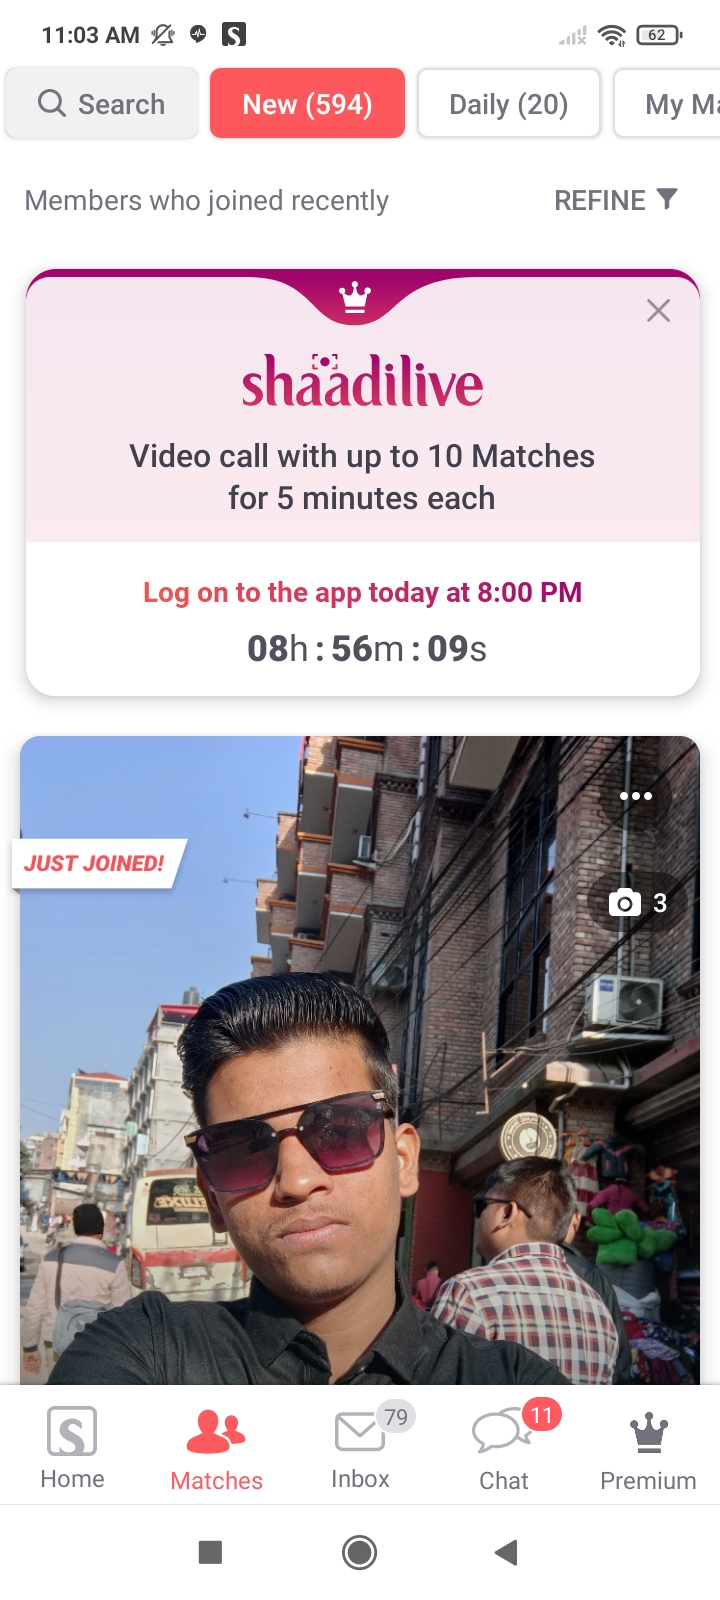 11:03 AM
62
Search
New (594)
Daily (20)
My Ma
Members who joined recently
REFINE
shaadilive
Video call with up to 10 Matches
for 5 minutes each
Log on to the app today at 8:00 PM
08h : 56m : 09s
JUST JOINED!
3
79
11
Home
Matches
Inbox
Chat
Premium